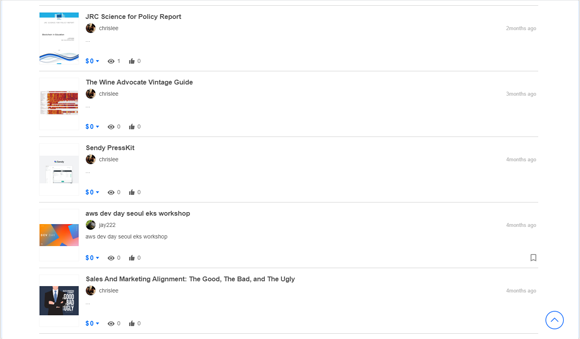 JRC Science for Policy Report
chrislee
2months ago
...
$ 0
1
0
The Wine Advocate Vintage Guide
chrislee
3months ago
...
$ 0
0
0
Sendy PressKit
chrislee
4months ago
...
$ 0
0
0
aws dev day seoul eks workshop
jay222
4months ago
aws dev day seoul eks workshop
$ 0
0
0
Sales And Marketing Alignment: The Good, The Bad, and The Ugly
chrislee
4months ago
GOOD
BAD
UGLY
...
$ 0
0
0